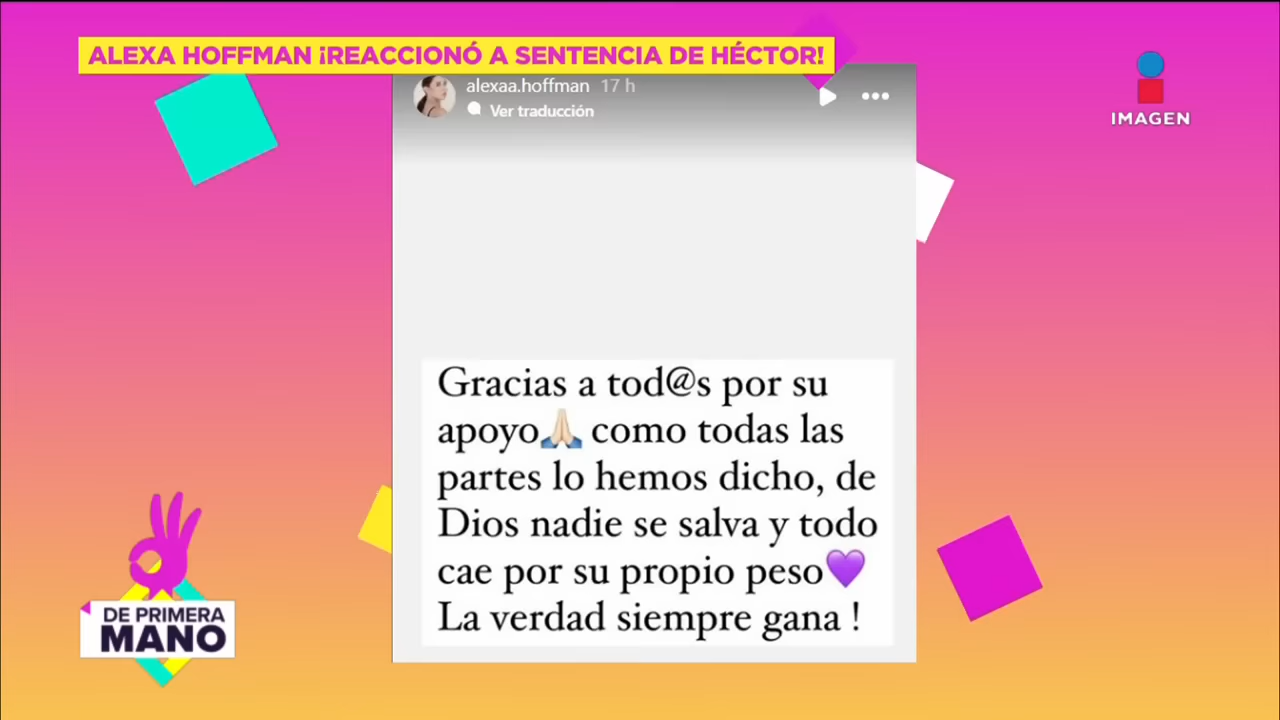 ALEXA HOFFMAN ¡REACCIONÓ A SENTENCIA DE HÉCTOR!
alexaa.hoffman 17 h
Ver traducción
IMAGEN
Gracias a tod@s por su
apoyo🙏🏻 como todas las
partes lo hemos dicho, de
Dios nadie se salva y todo
cae por su propio peso💜
La verdad siempre gana !
DE PRIMERA
MANO